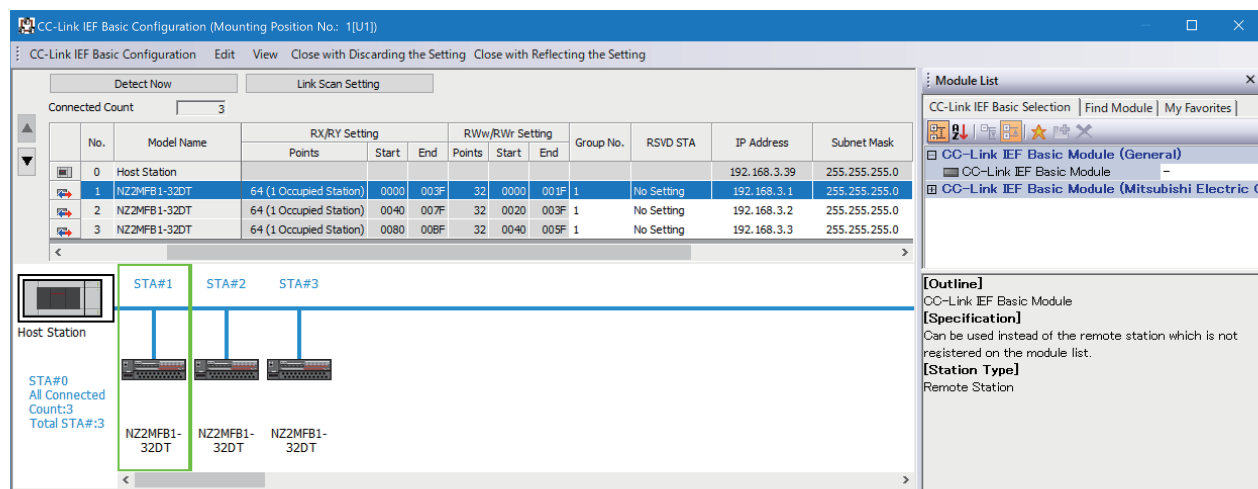 CC-Link IEF Basic Configuration (Mounting Position No.: 1[U1])
CC-Link IEF Basic Configuration Edit View Close with Discarding the Setting Close with Reflecting the Setting
Detect Now Link Scan Setting
Connected Count 3
No. Model Name RX/RY Setting RWw/RWr Setting Group No. RSVD STA IP Address Subnet Mask
Points Start End Points Start End
0 Host Station 192.168.3.39 255.255.255.0
1 NZ2MFB1-32DT 64 (1 Occupied Station) 0000 003F 32 0000 001F 1 No Setting 192.168.3.1 255.255.255.0
2 NZ2MFB1-32DT 64 (1 Occupied Station) 0040 007F 32 0020 003F 1 No Setting 192.168.3.2 255.255.255.0
3 NZ2MFB1-32DT 64 (1 Occupied Station) 0080 00BF 32 0040 005F 1 No Setting 192.168.3.3 255.255.255.0
STA#1 STA#2 STA#3
Host Station
STA#0
All Connected
Count:3
Total STA#:3
NZ2MFB1-
32DT
NZ2MFB1-
32DT
NZ2MFB1-
32DT
Module List
CC-Link IEF Basic Selection Find Module My Favorites
CC-Link IEF Basic Module (General)
CC-Link IEF Basic Module -
CC-Link IEF Basic Module (Mitsubishi Electric
[Outline]
CC-Link IEF Basic Module
[Specification]
Can be used instead of the remote station which is not
registered on the module list.
[Station Type]
Remote Station